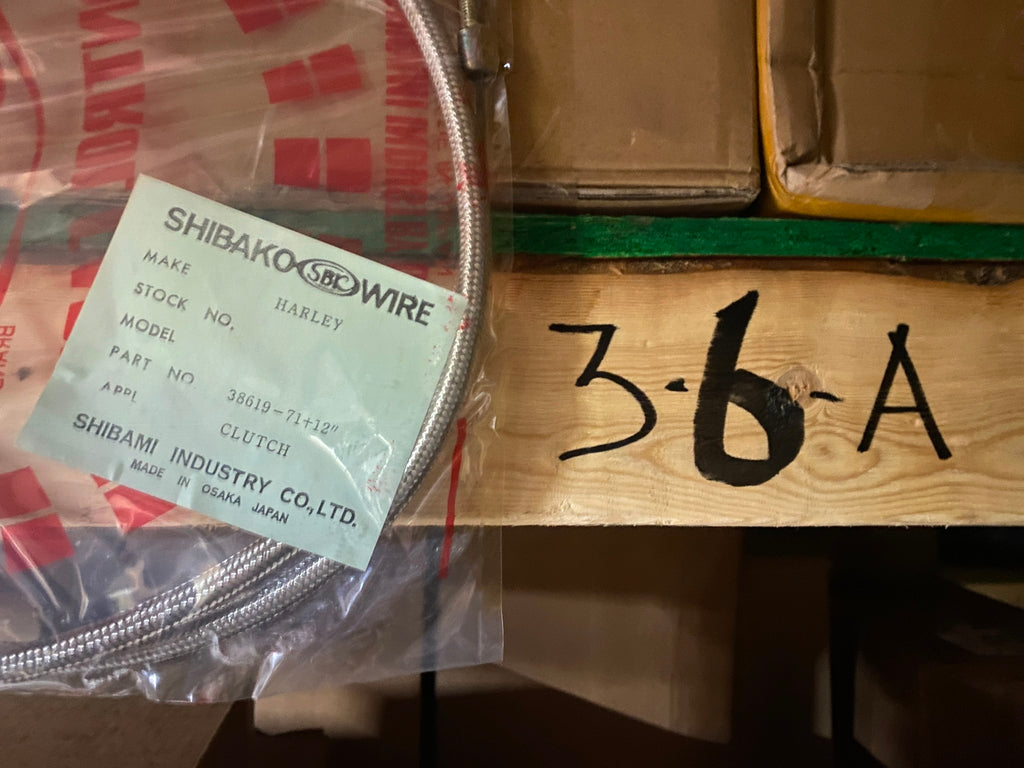 SHIBAKO SBC WIRE
MAKE HARLEY
STOCK NO.
MODEL
PART NO. 38619-71+12"
APPL CLUTCH
SHIBAMI INDUSTRY CO., LTD.
MADE IN OSAKA JAPAN
3-6-A
BRAND